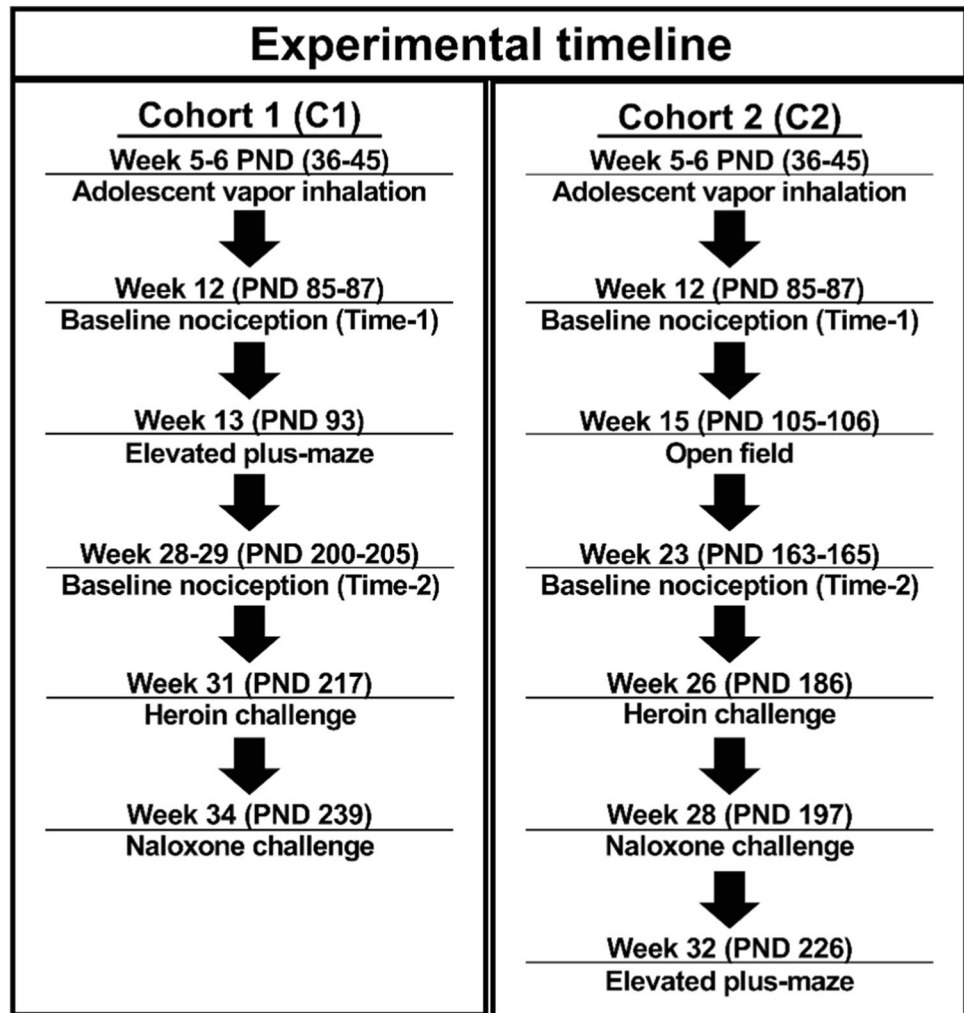 Experimental timeline
Cohort 1 (C1)
Week 5-6 PND (36-45)
Adolescent vapor inhalation
Week 12 (PND 85-87)
Baseline nociception (Time-1)
Week 13 (PND 93)
Elevated plus-maze
Week 28-29 (PND 200-205)
Baseline nociception (Time-2)
Week 31 (PND 217)
Heroin challenge
Week 34 (PND 239)
Naloxone challenge
Cohort 2 (C2)
Week 5-6 PND (36-45)
Adolescent vapor inhalation
Week 12 (PND 85-87)
Baseline nociception (Time-1)
Week 15 (PND 105-106)
Open field
Week 23 (PND 163-165)
Baseline nociception (Time-2)
Week 26 (PND 186)
Heroin challenge
Week 28 (PND 197)
Naloxone challenge
Week 32 (PND 226)
Elevated plus-maze